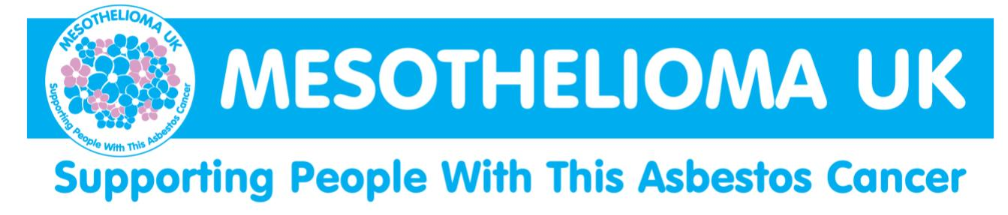 MESOTHELIOMA UK
Supporting People With This Asbestos Cancer
MESOTHELIOMA UK
Supporting People With This Asbestos Cancer